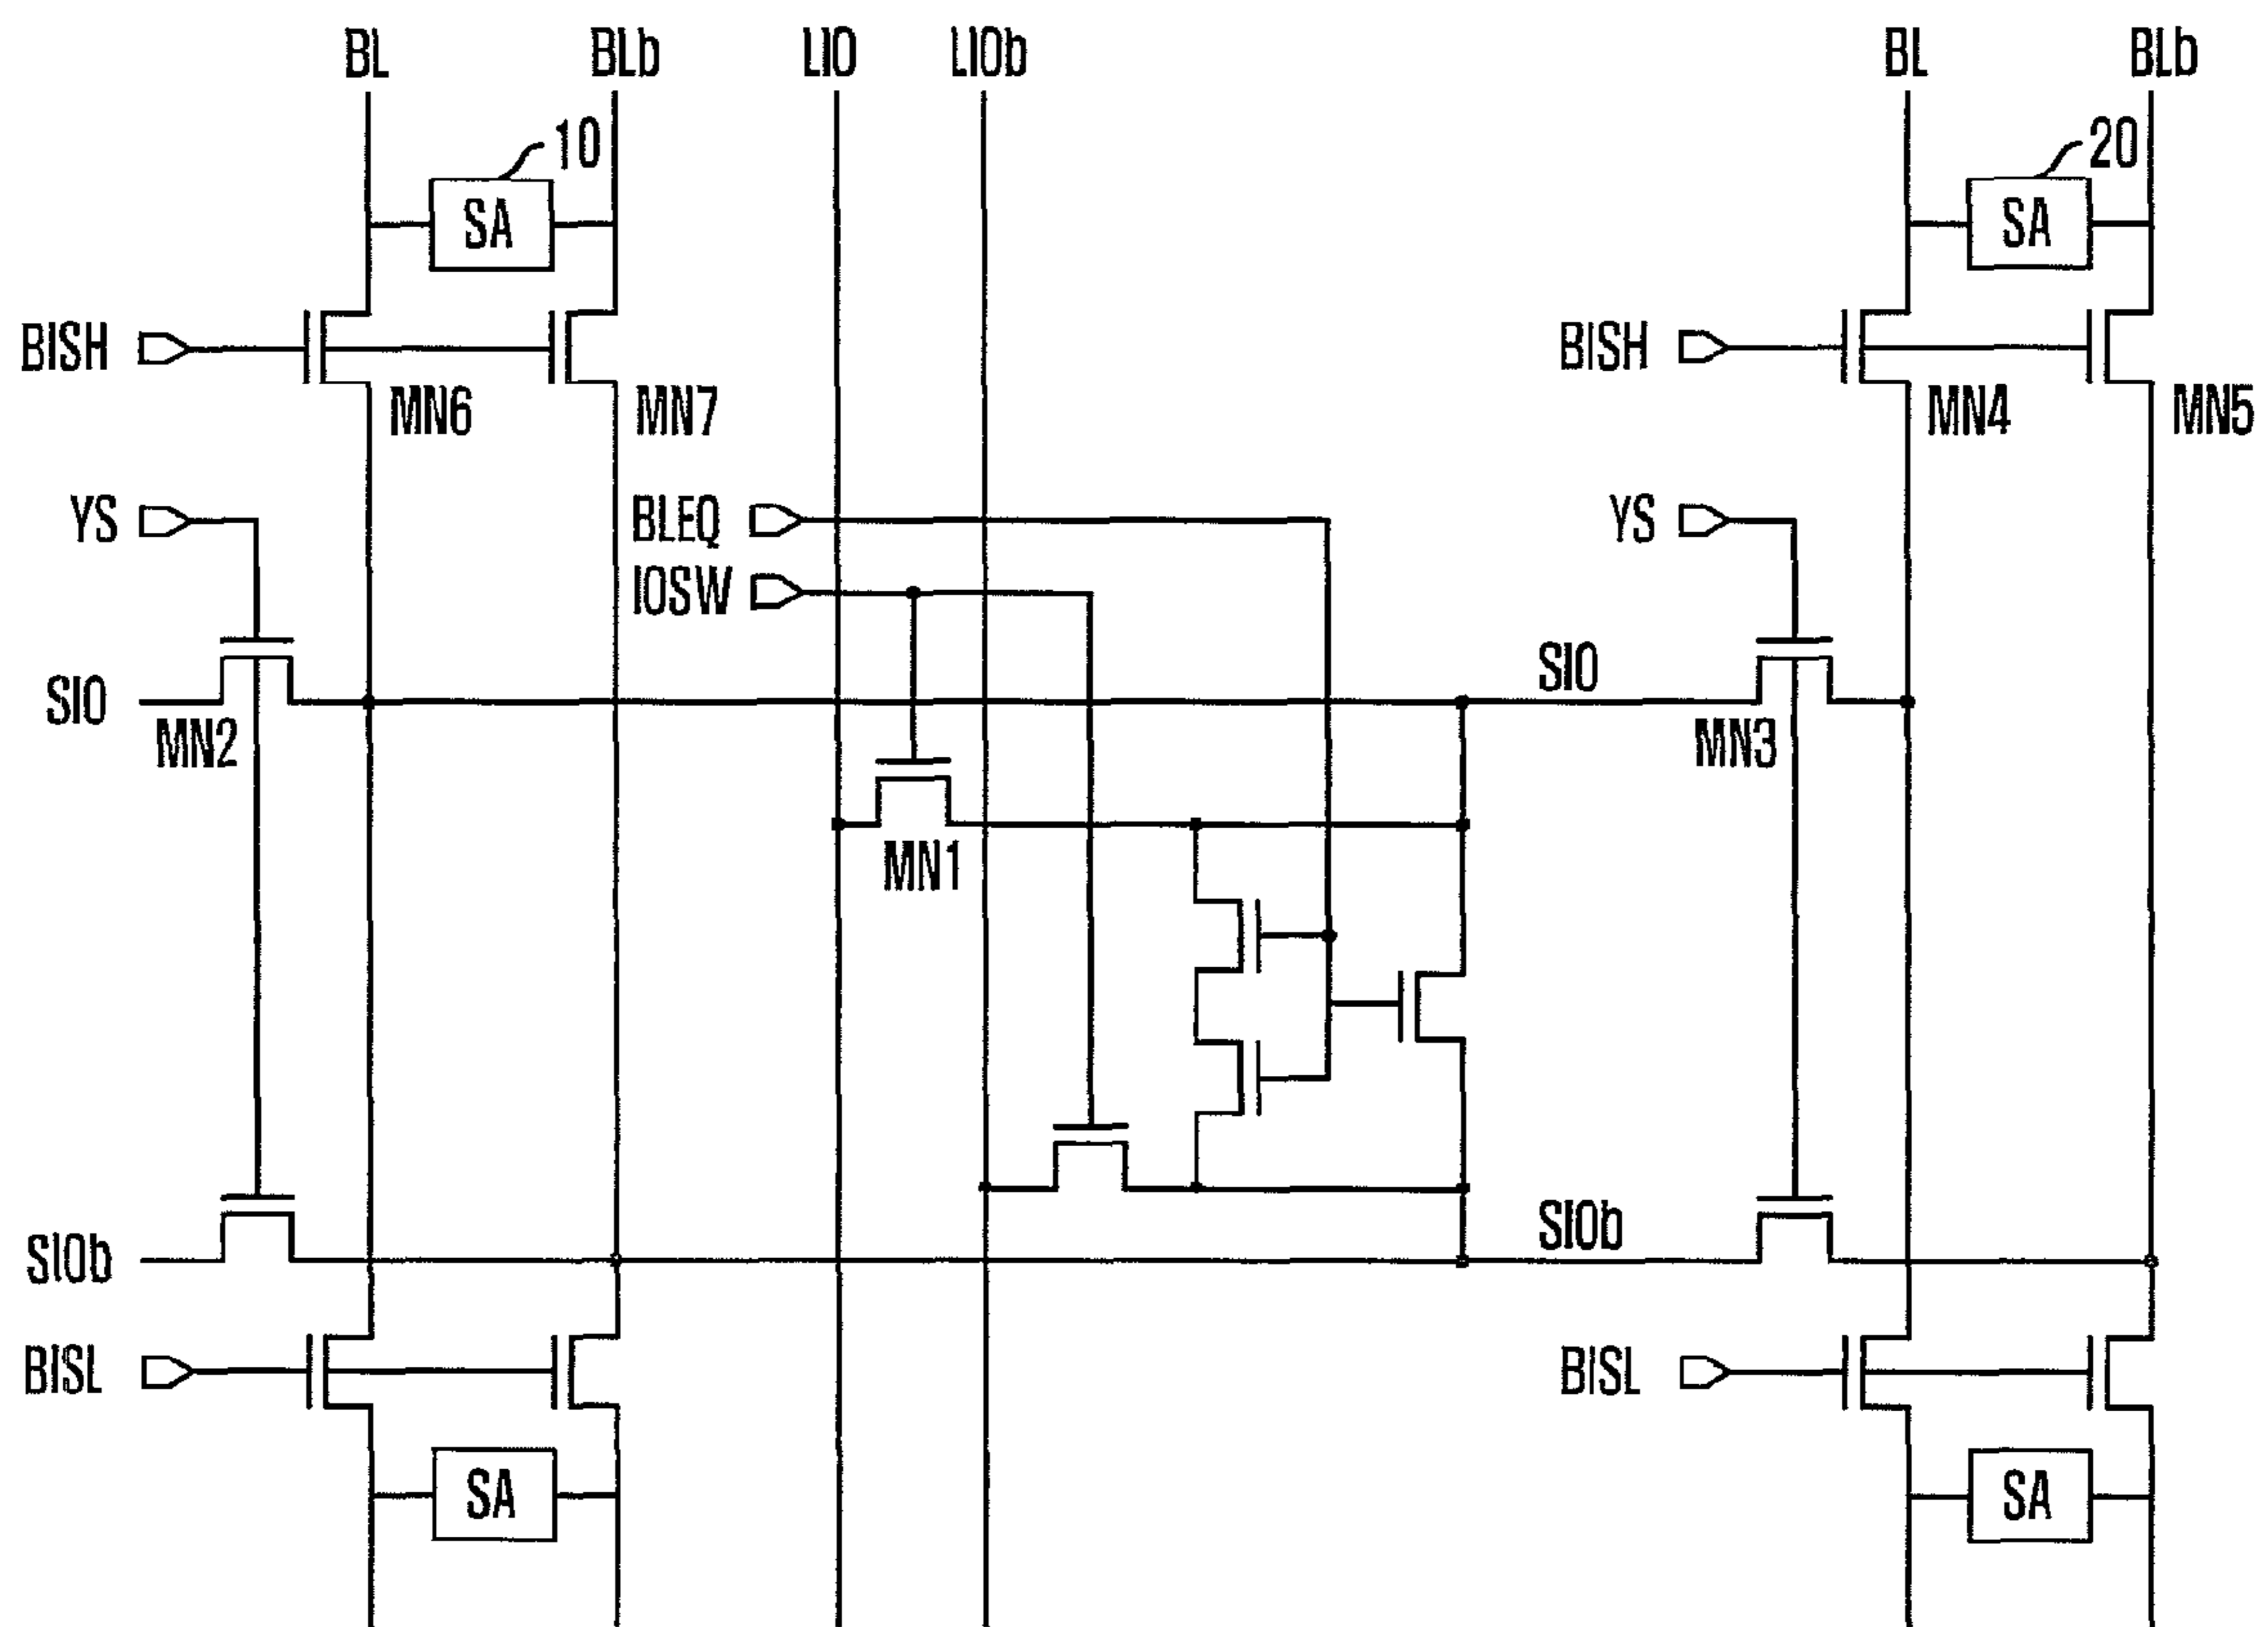 BL BLb LIO LIOb BL BLb
10 20
SA SA
BISH BISH
MN6 MN7 MN4 MN5
YS BLEQ YS
IOSW
SIO SIO
MN2 MN3
MN1
SIOb SIOb
BISL BISL
SA SA